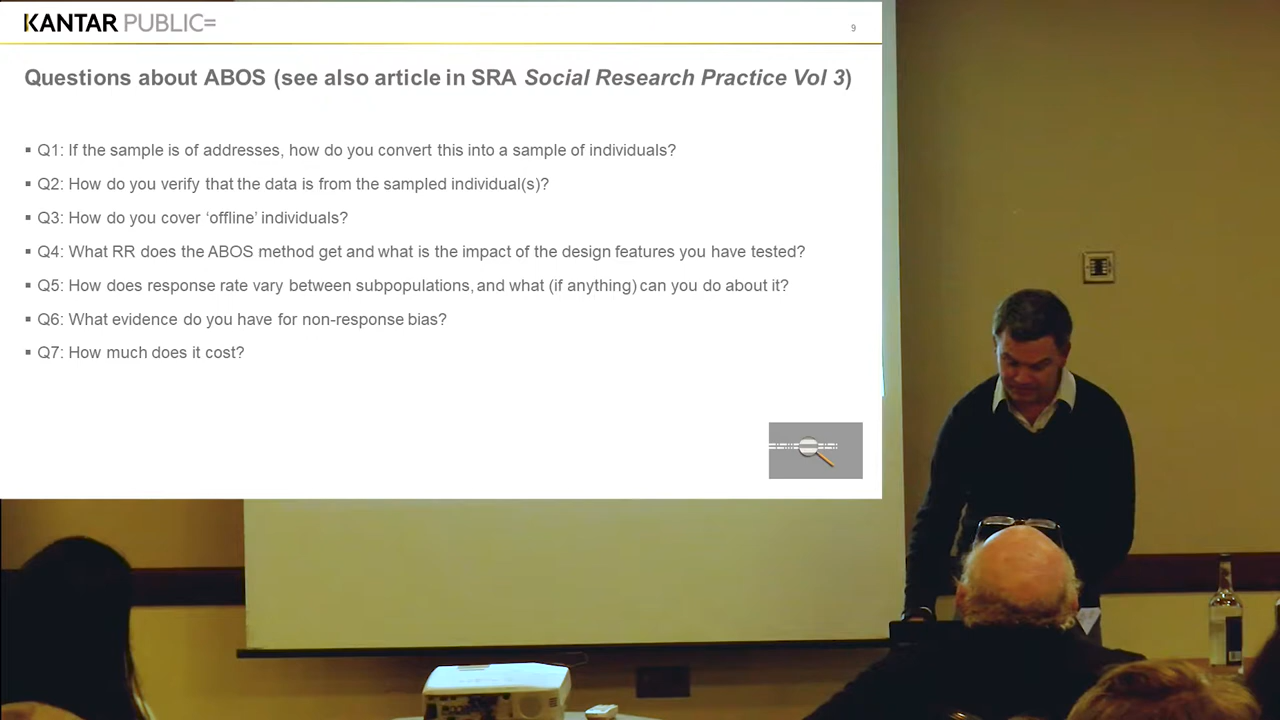 KANTAR PUBLIC=
9
Questions about ABOS (see also article in SRA Social Research Practice Vol 3)
▪ Q1: If the sample is of addresses, how do you convert this into a sample of individuals?
▪ Q2: How do you verify that the data is from the sampled individual(s)?
▪ Q3: How do you cover ‘offline’ individuals?
▪ Q4: What RR does the ABOS method get and what is the impact of the design features you have tested?
▪ Q5: How does response rate vary between subpopulations, and what (if anything) can you do about it?
▪ Q6: What evidence do you have for non-response bias?
▪ Q7: How much does it cost?